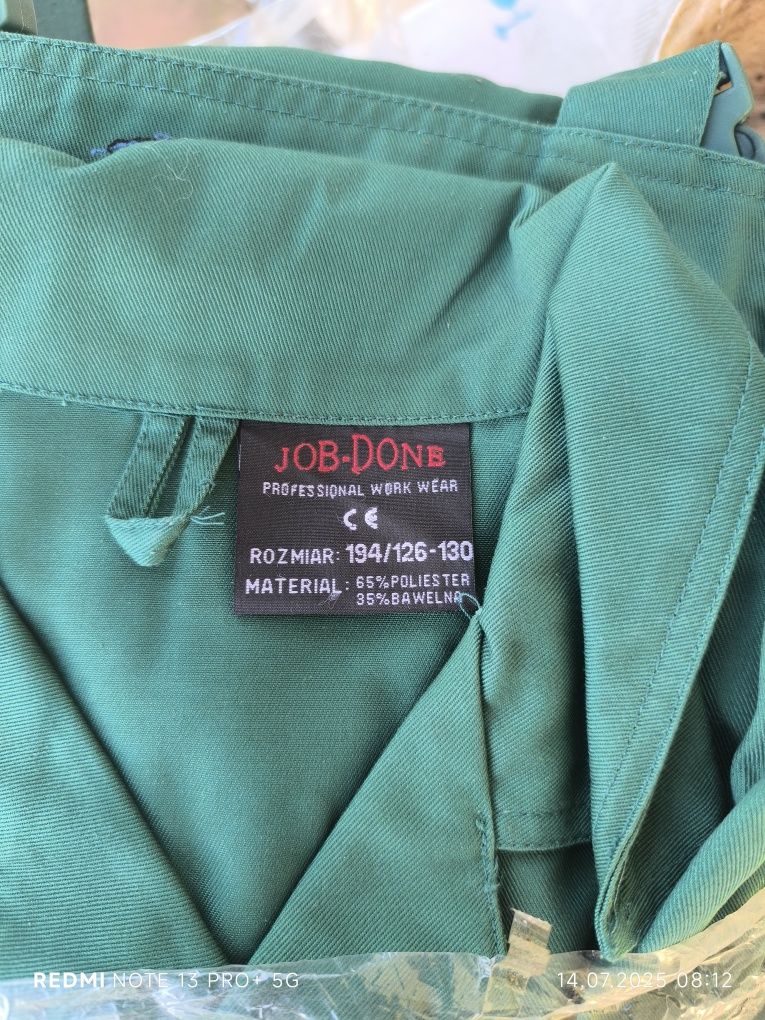 JOB-DONE
PROFESSIONAL WORK WEAR
CE
ROZMIAR: 194/126-130
MATERIAL: 65%POLIESTER
35%BAWELNA
REDMI NOTE 13 PRO+ 5G
14.07.2025 08:12